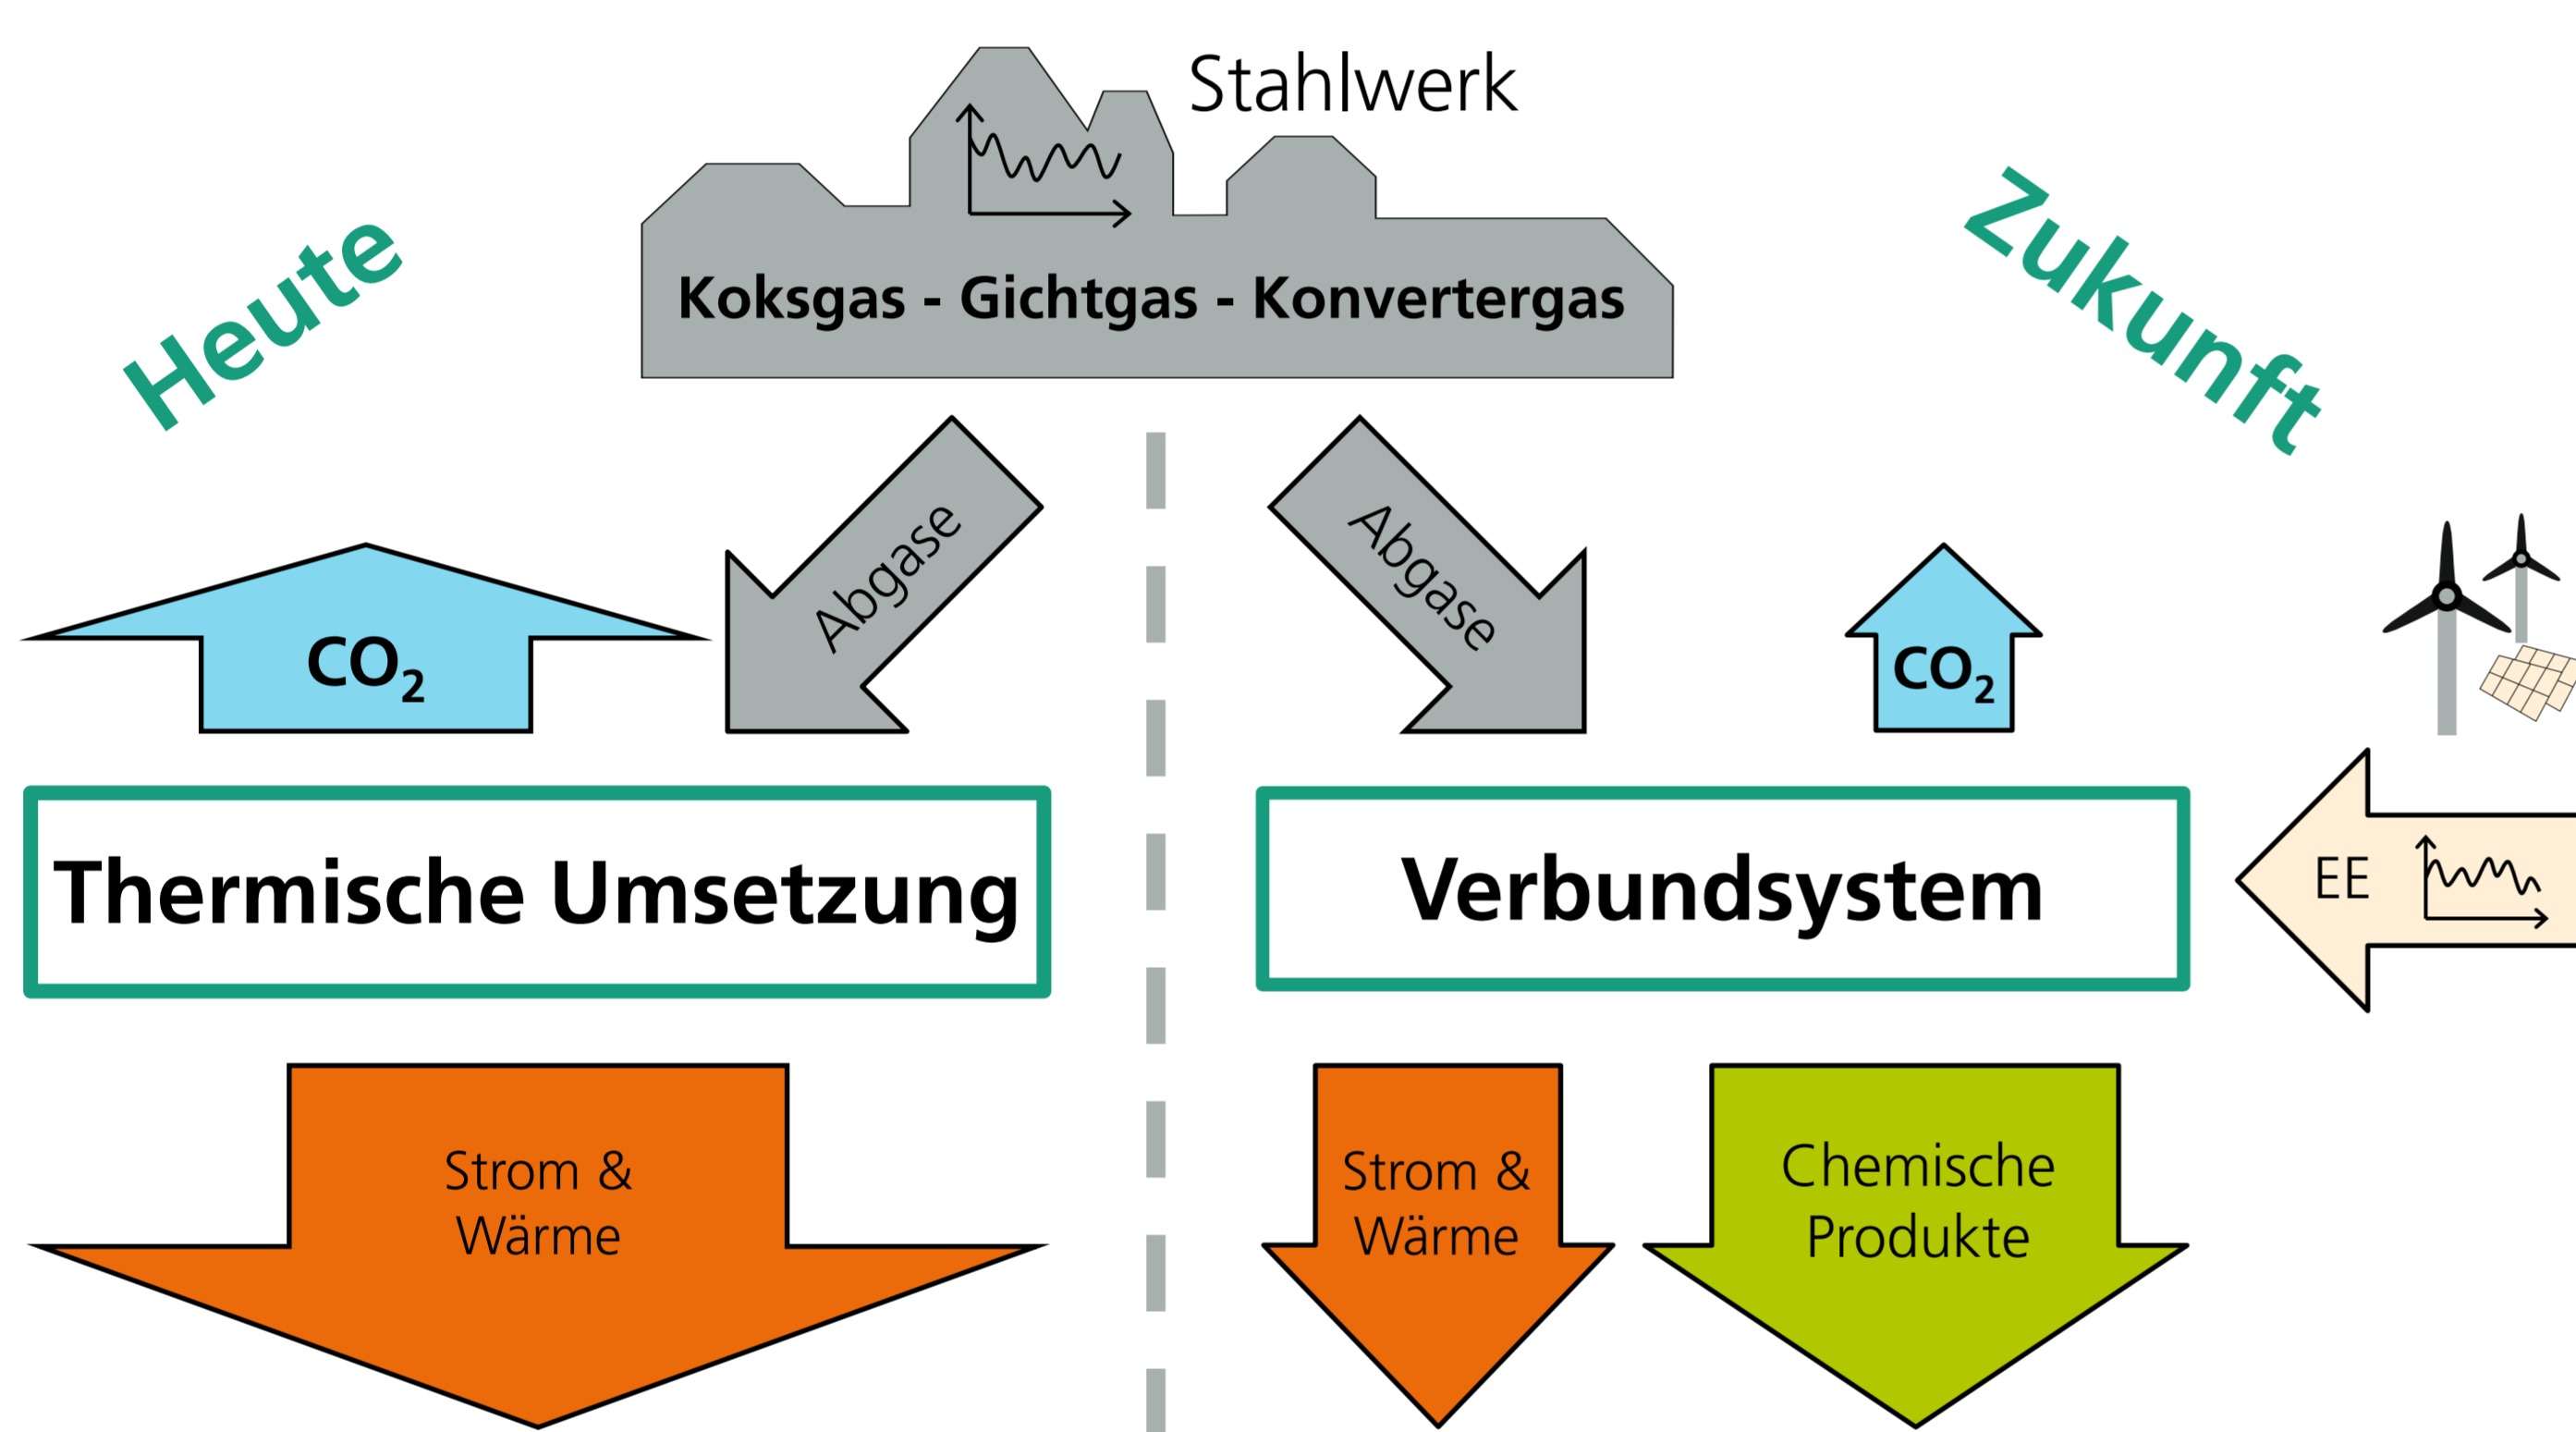 Stahlwerk
Heute
Zukunft
Koksgas - Gichtgas - Konvertergas
Abgase
Abgase
CO₂
CO₂
Thermische Umsetzung
Verbundsystem
EE
Strom &
Wärme
Strom &
Wärme
Chemische
Produkte